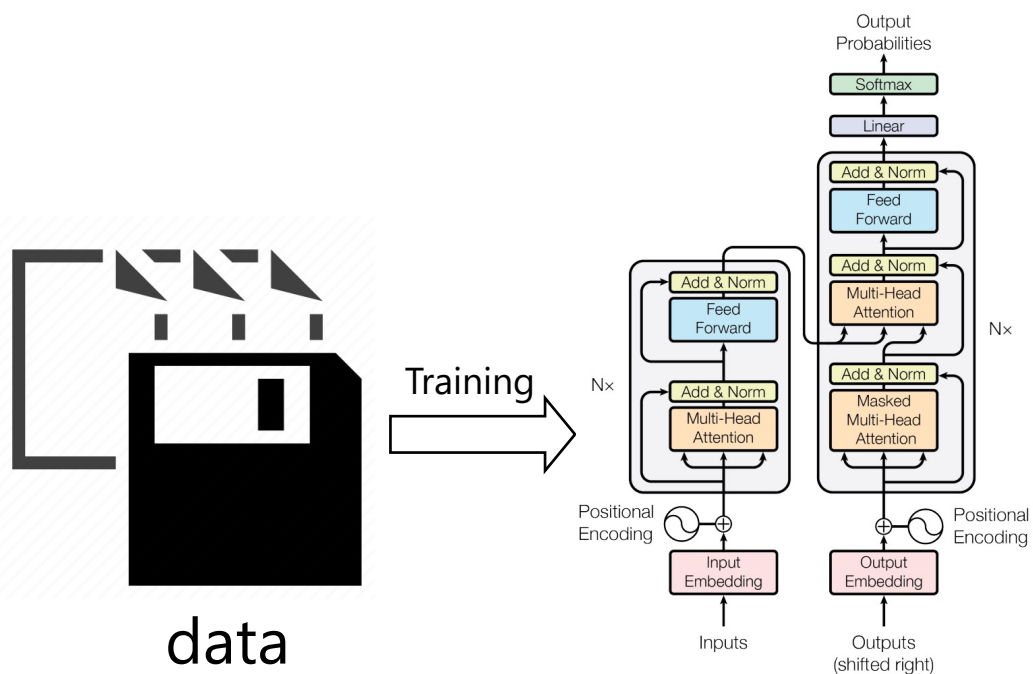 data
Training
Output
Probabilities
Softmax
Linear
Add & Norm
Feed
Forward
Add & Norm
Multi-Head
Attention
Add & Norm
Masked
Multi-Head
Attention
N×
Add & Norm
Feed
Forward
Add & Norm
Multi-Head
Attention
N×
Positional
Encoding
Positional
Encoding
Input
Embedding
Output
Embedding
Inputs
Outputs
(shifted right)